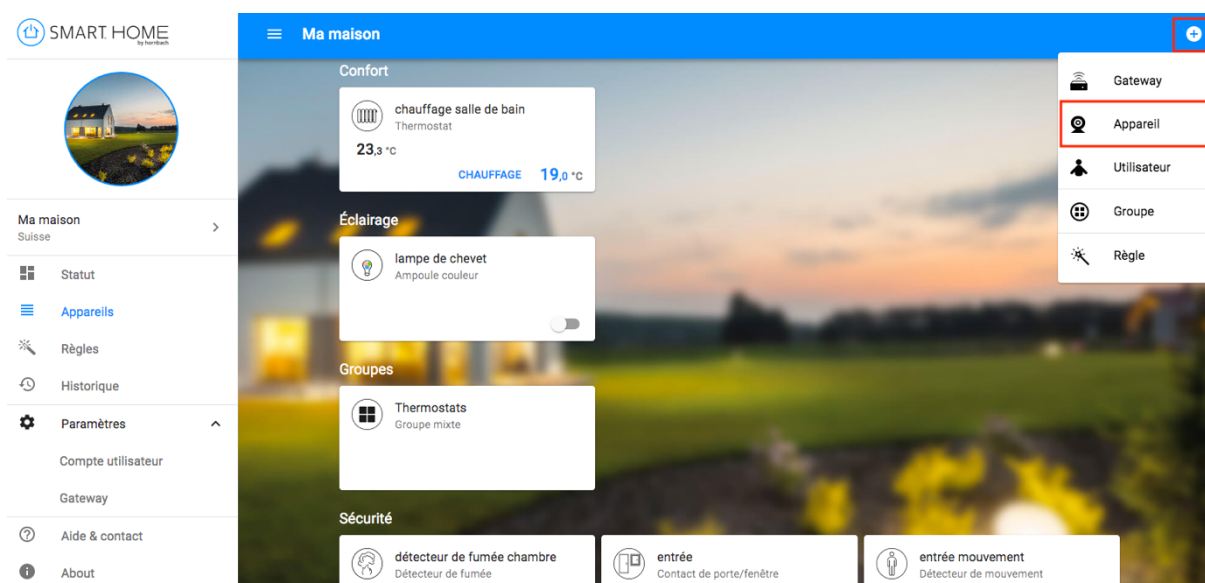 SMART HOME
by hornbach
Ma maison
Suisse
Statut
Appareils
Règles
Historique
Paramètres
Compte utilisateur
Gateway
Aide & contact
About
Ma maison
Confort
chauffage salle de bain
Thermostat
23,3 °C
CHAUFFAGE 19,0 °C
Éclairage
lampe de chevet
Ampoule couleur
Groupes
Thermostats
Groupe mixte
Sécurité
détecteur de fumée chambre
Détecteur de fumée
entrée
Contact de porte/fenêtre
entrée mouvement
Détecteur de mouvement
Gateway
Appareil
Utilisateur
Groupe
Règle